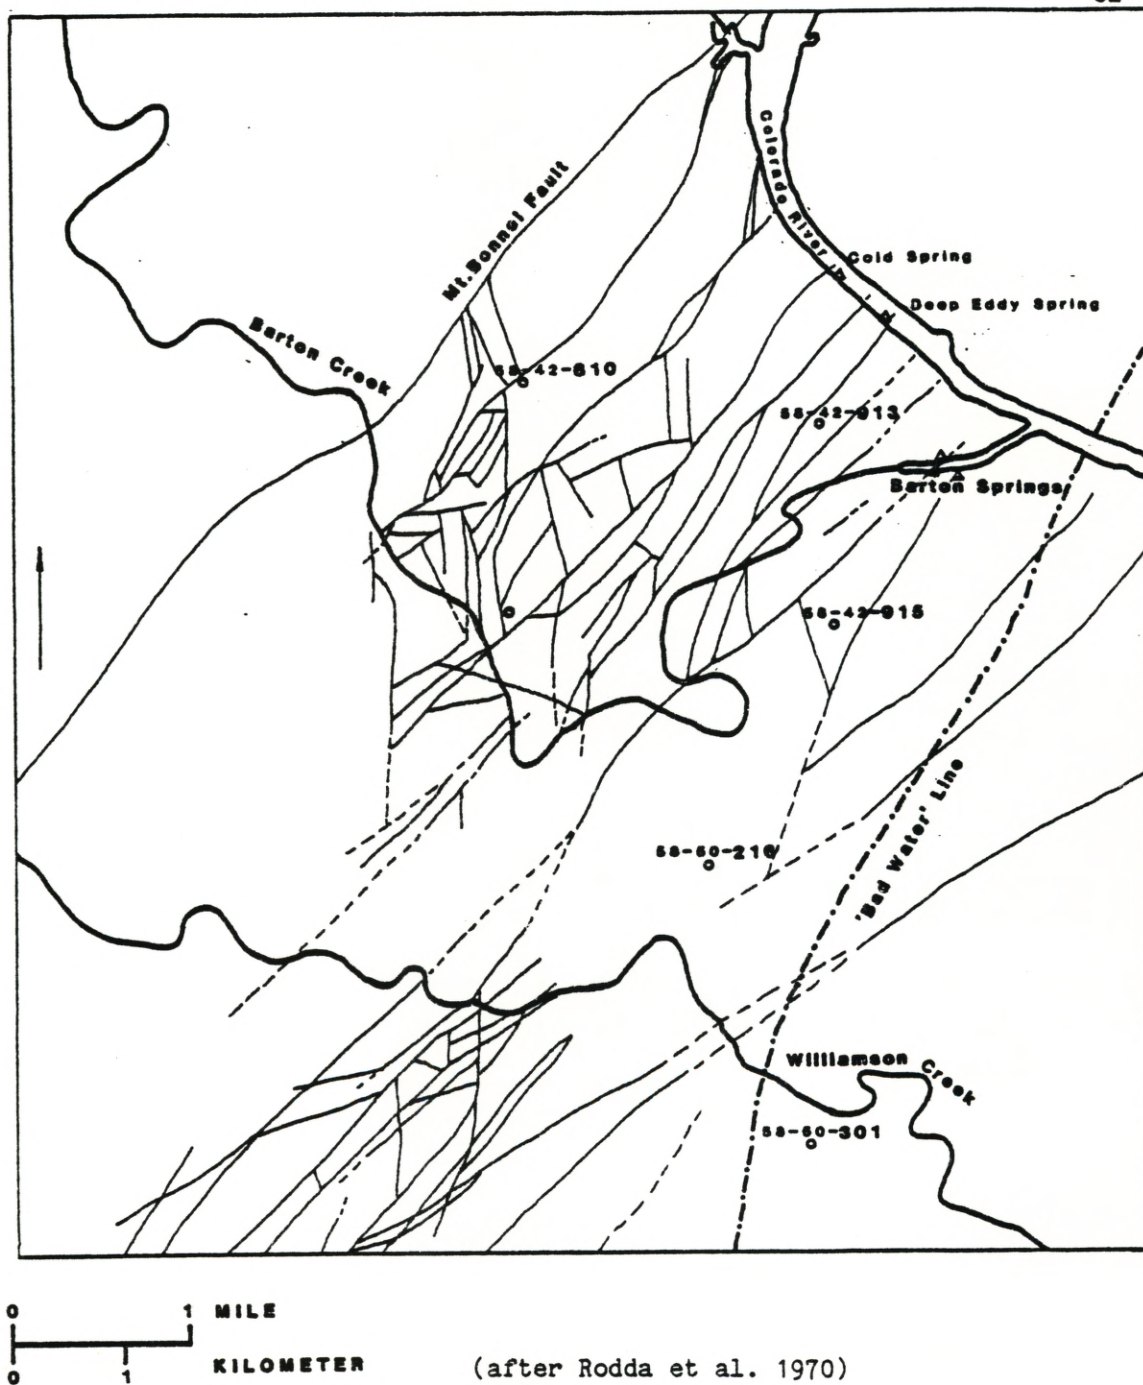 Colorado River
Cold Spring
Mt. Bonnel Fault
Deep Eddy Spring
Barton Creek
58-42-810
58-42-913
Barton Springs
58-42-915
'Bad Water' Line
58-50-216
Williamson Creek
58-50-301
0 1 MILE
0 1 KILOMETER
(after Rodda et al. 1970)